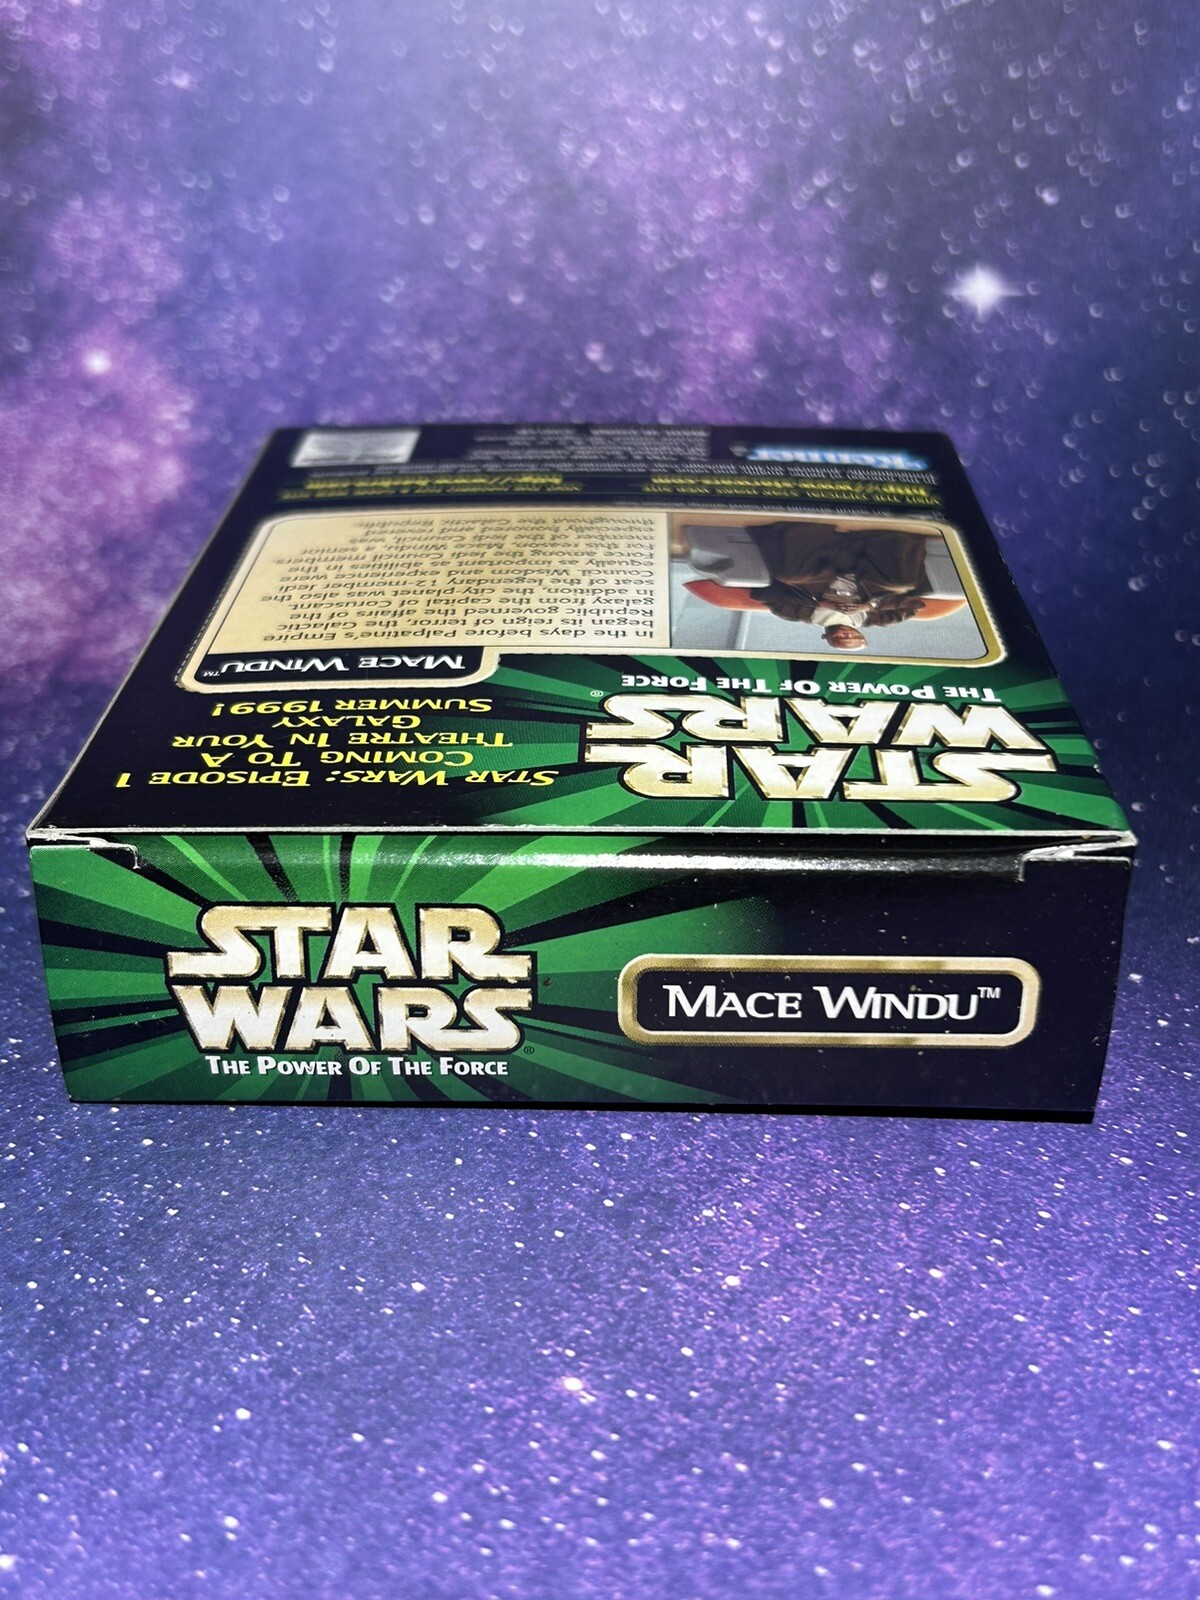 STAR
WARS®
THE POWER OF THE FORCE
MACE WINDU™
STAR
WARS®
THE POWER OF THE FORCE
STAR WARS: EPISODE 1
COMING TO A
THEATRE IN YOUR
GALAXY
SUMMER 1999!
MACE WINDU™
In the days before Palpatine's Empire
began its reign of terror, the Galactic
Republic governed the affairs of the
galaxy from the capital of Coruscant.
In addition, the city-planet was also the
seat of the legendary 12-member Jedi
Council. Wisdom and experience were
equally as important as abilities in the
Force among the Jedi Council members.
For this reason Mace Windu, a senior
member of the Jedi Council, was
especially honored and revered
throughout the Galactic Republic.
Kenner